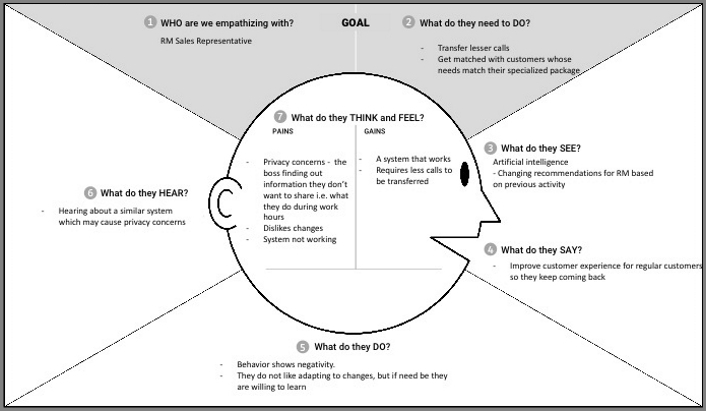 1 WHO are we empathizing with?
RM Sales Representative
GOAL
2 What do they need to DO?
- Transfer lesser calls
- Get matched with customers whose
needs match their specialized package
7 What do they THINK and FEEL?
PAINS
- Privacy concerns - the
boss finding out
information they don't
want to share i.e. what
they do during work
hours
- Dislikes changes
- System not working
GAINS
- A system that works
- Requires less calls to
be transferred
3 What do they SEE?
Artificial intelligence
- Changing recommendations for RM based
on previous activity
4 What do they SAY?
- Improve customer experience for regular customers
so they keep coming back
5 What do they DO?
- Behavior shows negativity.
- They do not like adapting to changes, but if need be they
are willing to learn
6 What do they HEAR?
- Hearing about a similar system
which may cause privacy concerns